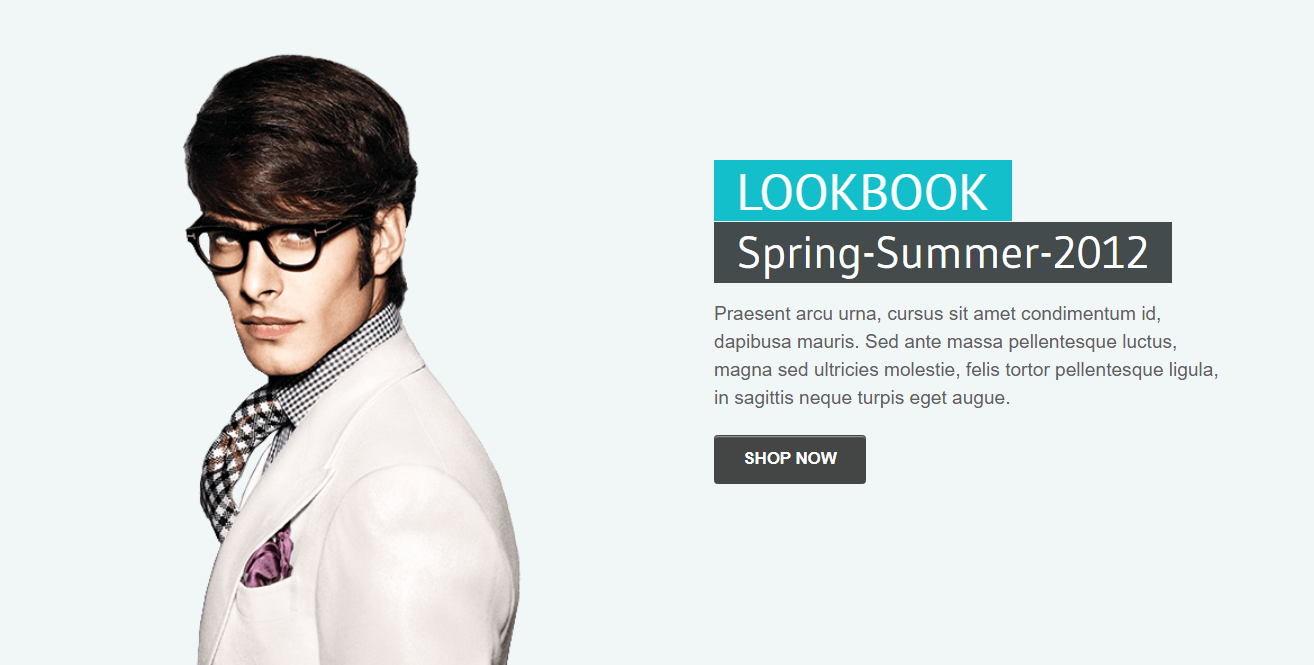 LOOKBOOK
Spring-Summer-2012
Praesent arcu urna, cursus sit amet condimentum id,
dapibusa mauris. Sed ante massa pellentesque luctus,
magna sed ultricies molestie, felis tortor pellentesque ligula,
in sagittis neque turpis eget augue.
SHOP NOW